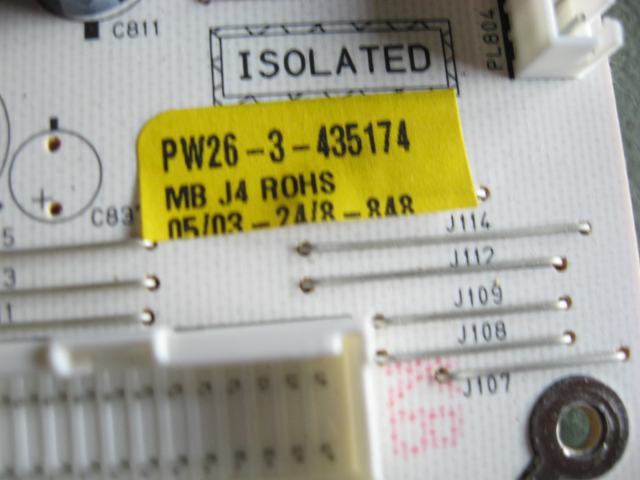 C811
PL804
ISOLATED
PW26-3-435174
MB J4 ROHS
05/03-24/8-848
J114
J112
J109
J108
J107